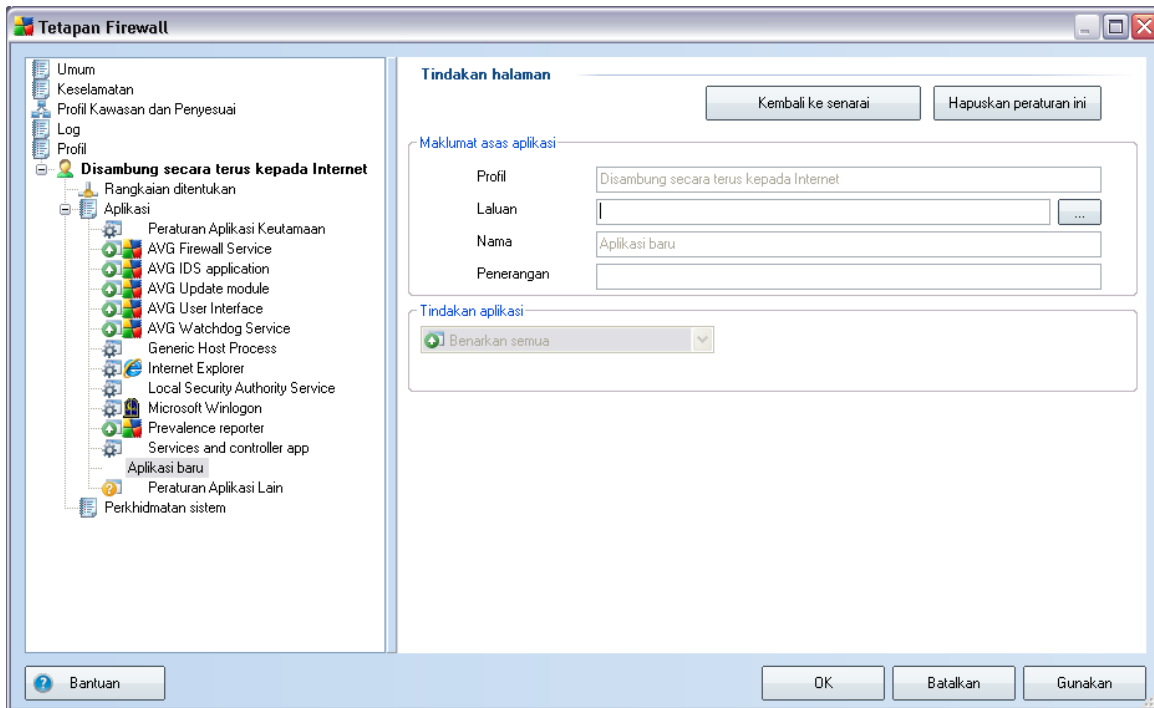 Tetapan Firewall
Umum
Keselamatan
Profil Kawasan dan Penyesuai
Log
Profil
Disambung secara terus kepada Internet
Rangkaian ditentukan
Aplikasi
Peraturan Aplikasi Keutamaan
AVG Firewall Service
AVG IDS application
AVG Update module
AVG User Interface
AVG Watchdog Service
Generic Host Process
Internet Explorer
Local Security Authority Service
Microsoft Winlogon
Prevalence reporter
Services and controller app
Aplikasi baru
Peraturan Aplikasi Lain
Perkhidmatan sistem
Tindakan halaman
Kembali ke senarai
Hapuskan peraturan ini
Maklumat asas aplikasi
Profil
Disambung secara terus kepada Internet
Laluan
...
Nama
Aplikasi baru
Penerangan
Tindakan aplikasi
Benarkan semua
Bantuan
OK
Batalkan
Gunakan